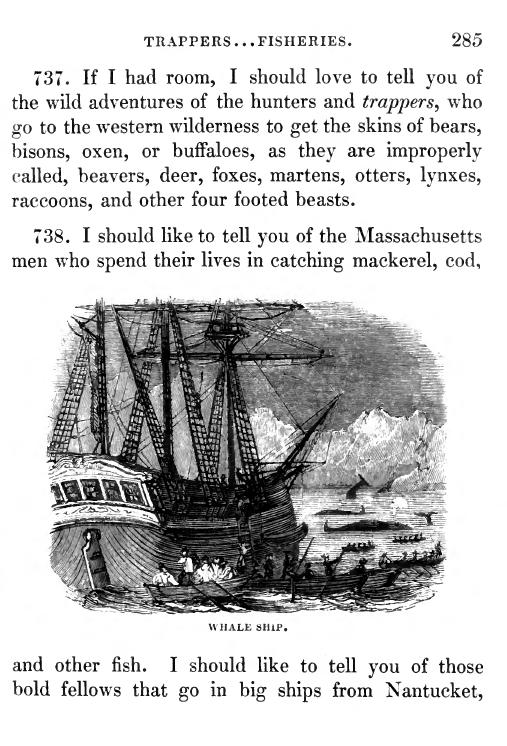 TRAPPERS...FISHERIES. 285
737. If I had room, I should love to tell you of
the wild adventures of the hunters and trappers, who
go to the western wilderness to get the skins of bears,
bisons, oxen, or buffaloes, as they are improperly
called, beavers, deer, foxes, martens, otters, lynxes,
raccoons, and other four footed beasts.
738. I should like to tell you of the Massachusetts
men who spend their lives in catching mackerel, cod,
WHALE SHIP.
and other fish. I should like to tell you of those
bold fellows that go in big ships from Nantucket,